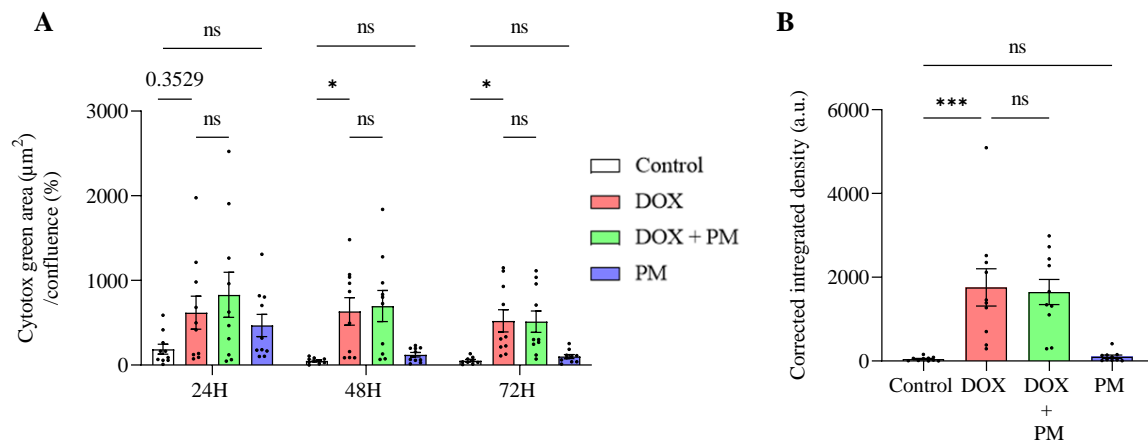 A
ns
ns
ns
0.3529
*
*
ns
ns
ns
Cytotox green area (µm²)
/confluence (%)
3000
2000
1000
0
24H
48H
72H
Control
DOX
DOX + PM
PM
B
ns
***
ns
Corrected intregrated density (a.u.)
6000
4000
2000
0
Control
DOX
DOX
+
PM
PM